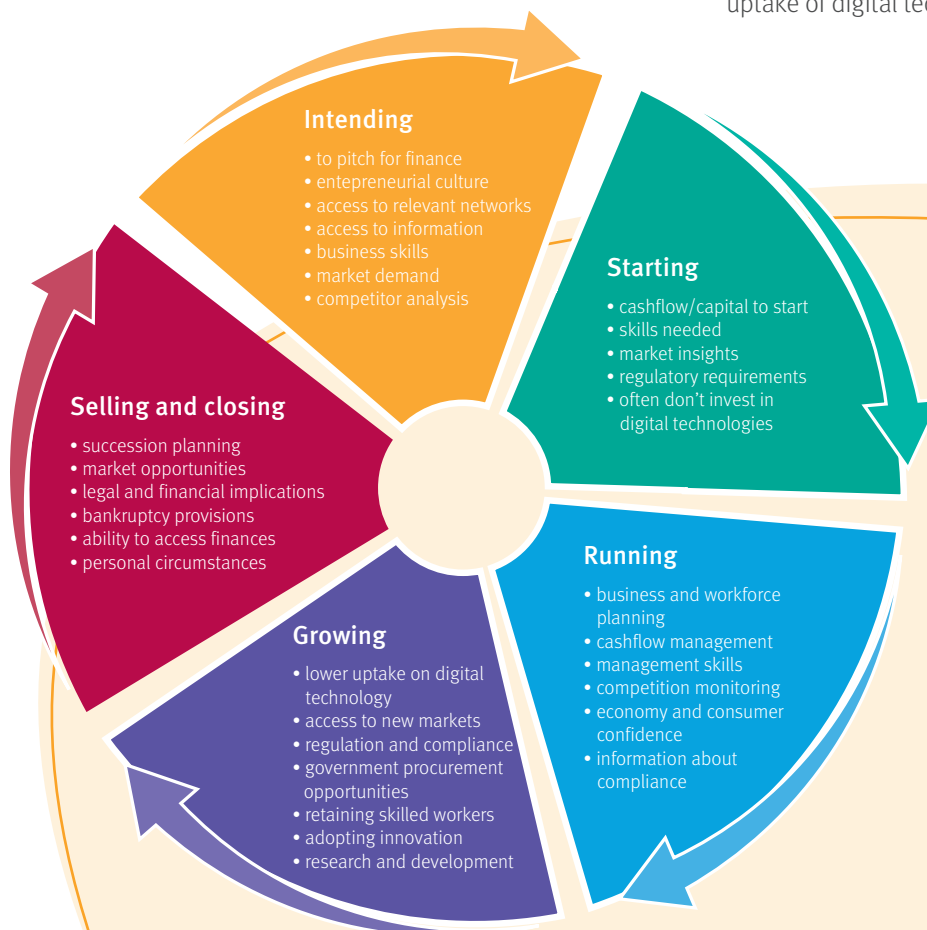 uptake of digital tec
Intending
• to pitch for finance
• entepreneurial culture
• access to relevant networks
• access to information
• business skills
• market demand
• competitor analysis
Starting
• cashflow/capital to start
• skills needed
• market insights
• regulatory requirements
• often don’t invest in
digital technologies
Running
• business and workforce
planning
• cashflow management
• management skills
• competition monitoring
• economy and consumer
confidence
• information about
compliance
Growing
• lower uptake on digital
technology
• access to new markets
• regulation and compliance
• government procurement
opportunities
• retaining skilled workers
• adopting innovation
• research and development
Selling and closing
• succession planning
• market opportunities
• legal and financial implications
• bankruptcy provisions
• ability to access finances
• personal circumstances